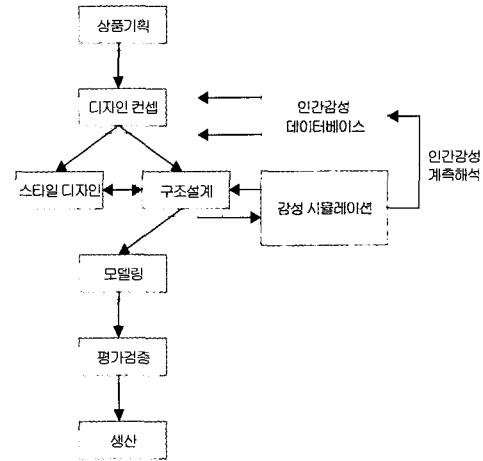 상품기획
디자인 컨셉
인간감성
데이터베이스
인간감성
계측해석
스타일 디자인
구조설계
감성 시뮬레이션
모델링
평가검증
생산